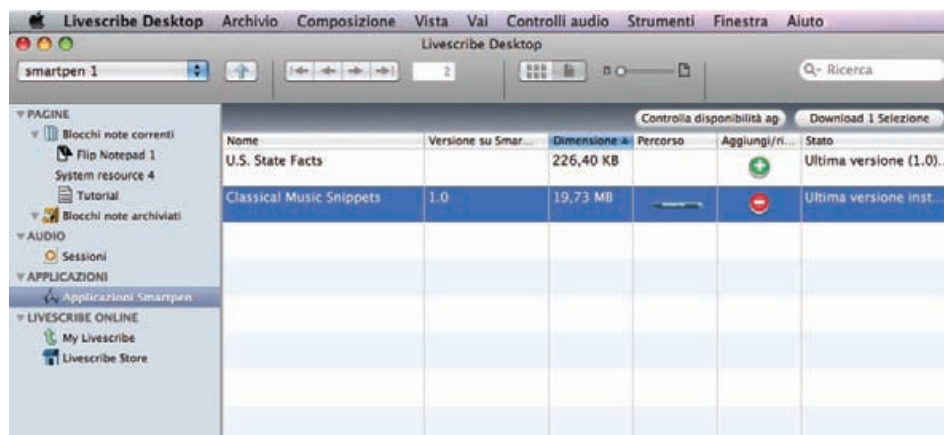 Livescribe Desktop Archivio Composizione Vista Vai Controlli audio Strumenti Finestra Aiuto
Livescribe Desktop
smartpen 1 2 Ricerca
PAGINE
Blocchi note correnti
Flip Notepad 1
System resource 4
Tutorial
Blocchi note archiviati
AUDIO
Sessioni
APPLICAZIONI
Applicazioni Smartpen
LIVESCRIBE ONLINE
My Livescribe
Livescribe Store
Controlla disponibilità ag Download 1 Selezione
Nome Versione su Smar... Dimensione Percorso Aggiungi/ri... Stato
U.S. State Facts 226,40 KB Ultima versione (1.0)...
Classical Music Snippets 1.0 19,73 MB Ultima versione inst...